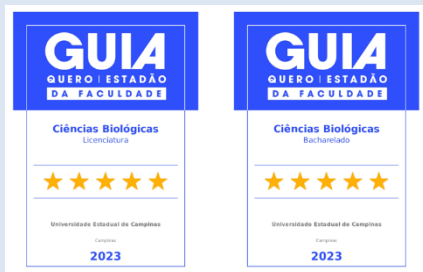 GUIA
QUERO | ESTADÃO
DA FACULDADE
Ciências Biológicas
Licenciatura
Universidade Estadual de Campinas
Campinas
2023
GUIA
QUERO | ESTADÃO
DA FACULDADE
Ciências Biológicas
Bacharelado
Universidade Estadual de Campinas
Campinas
2023